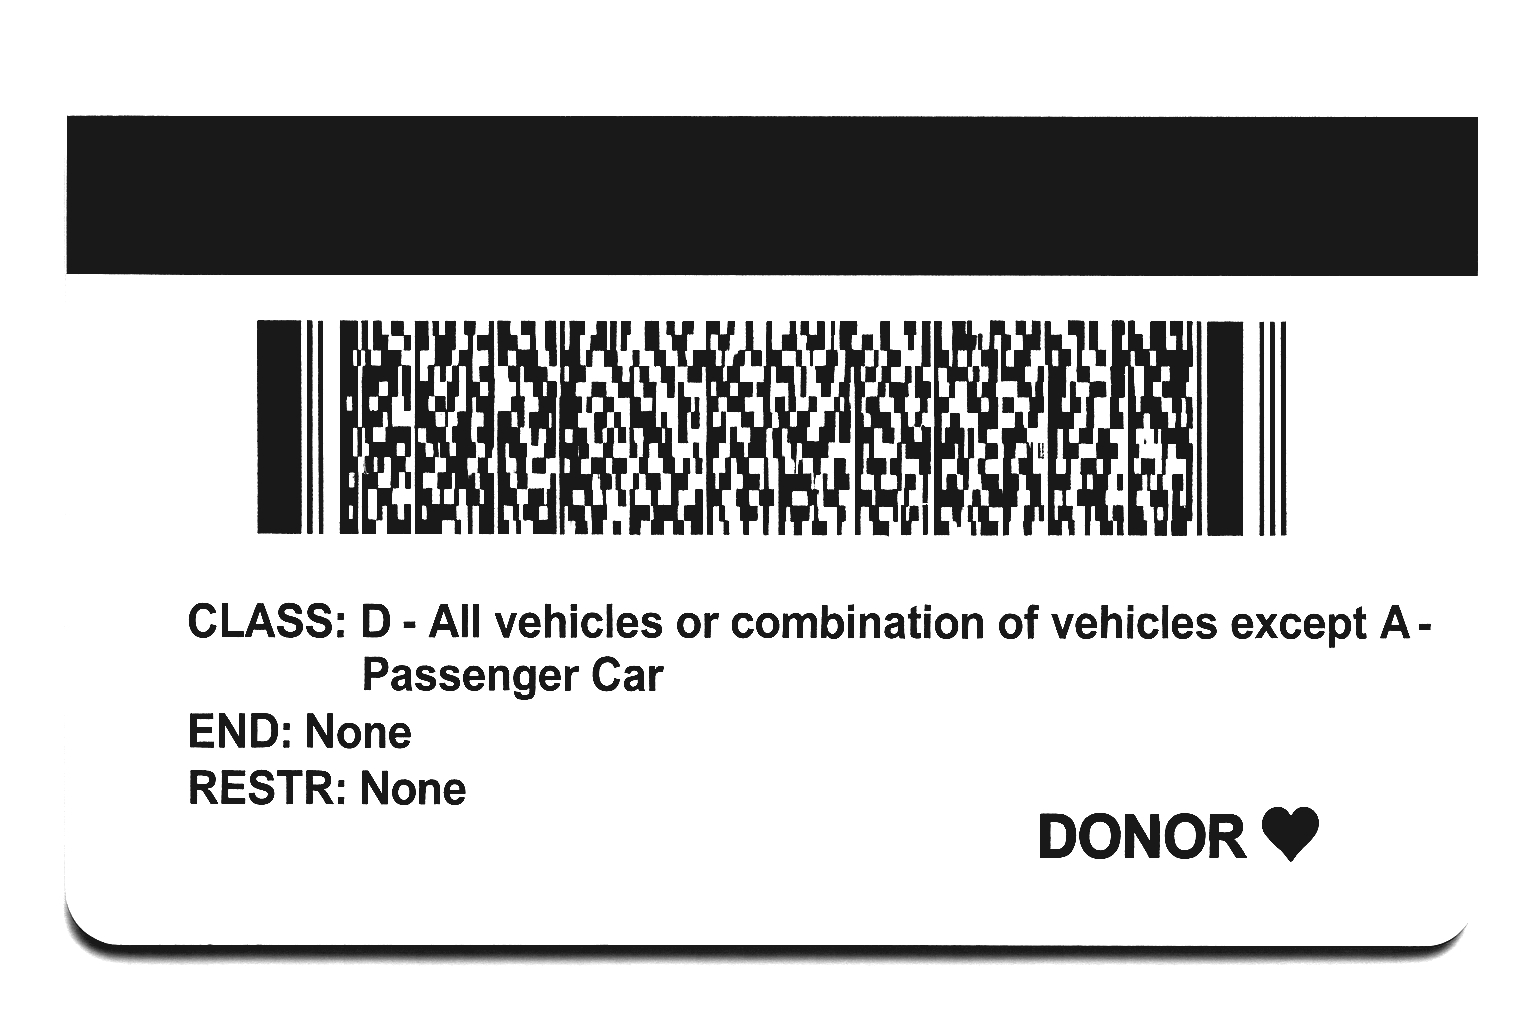 CLASS: D - All vehicles or combination of vehicles except A -
Passenger Car
END: None
RESTR: None
DONOR ♥